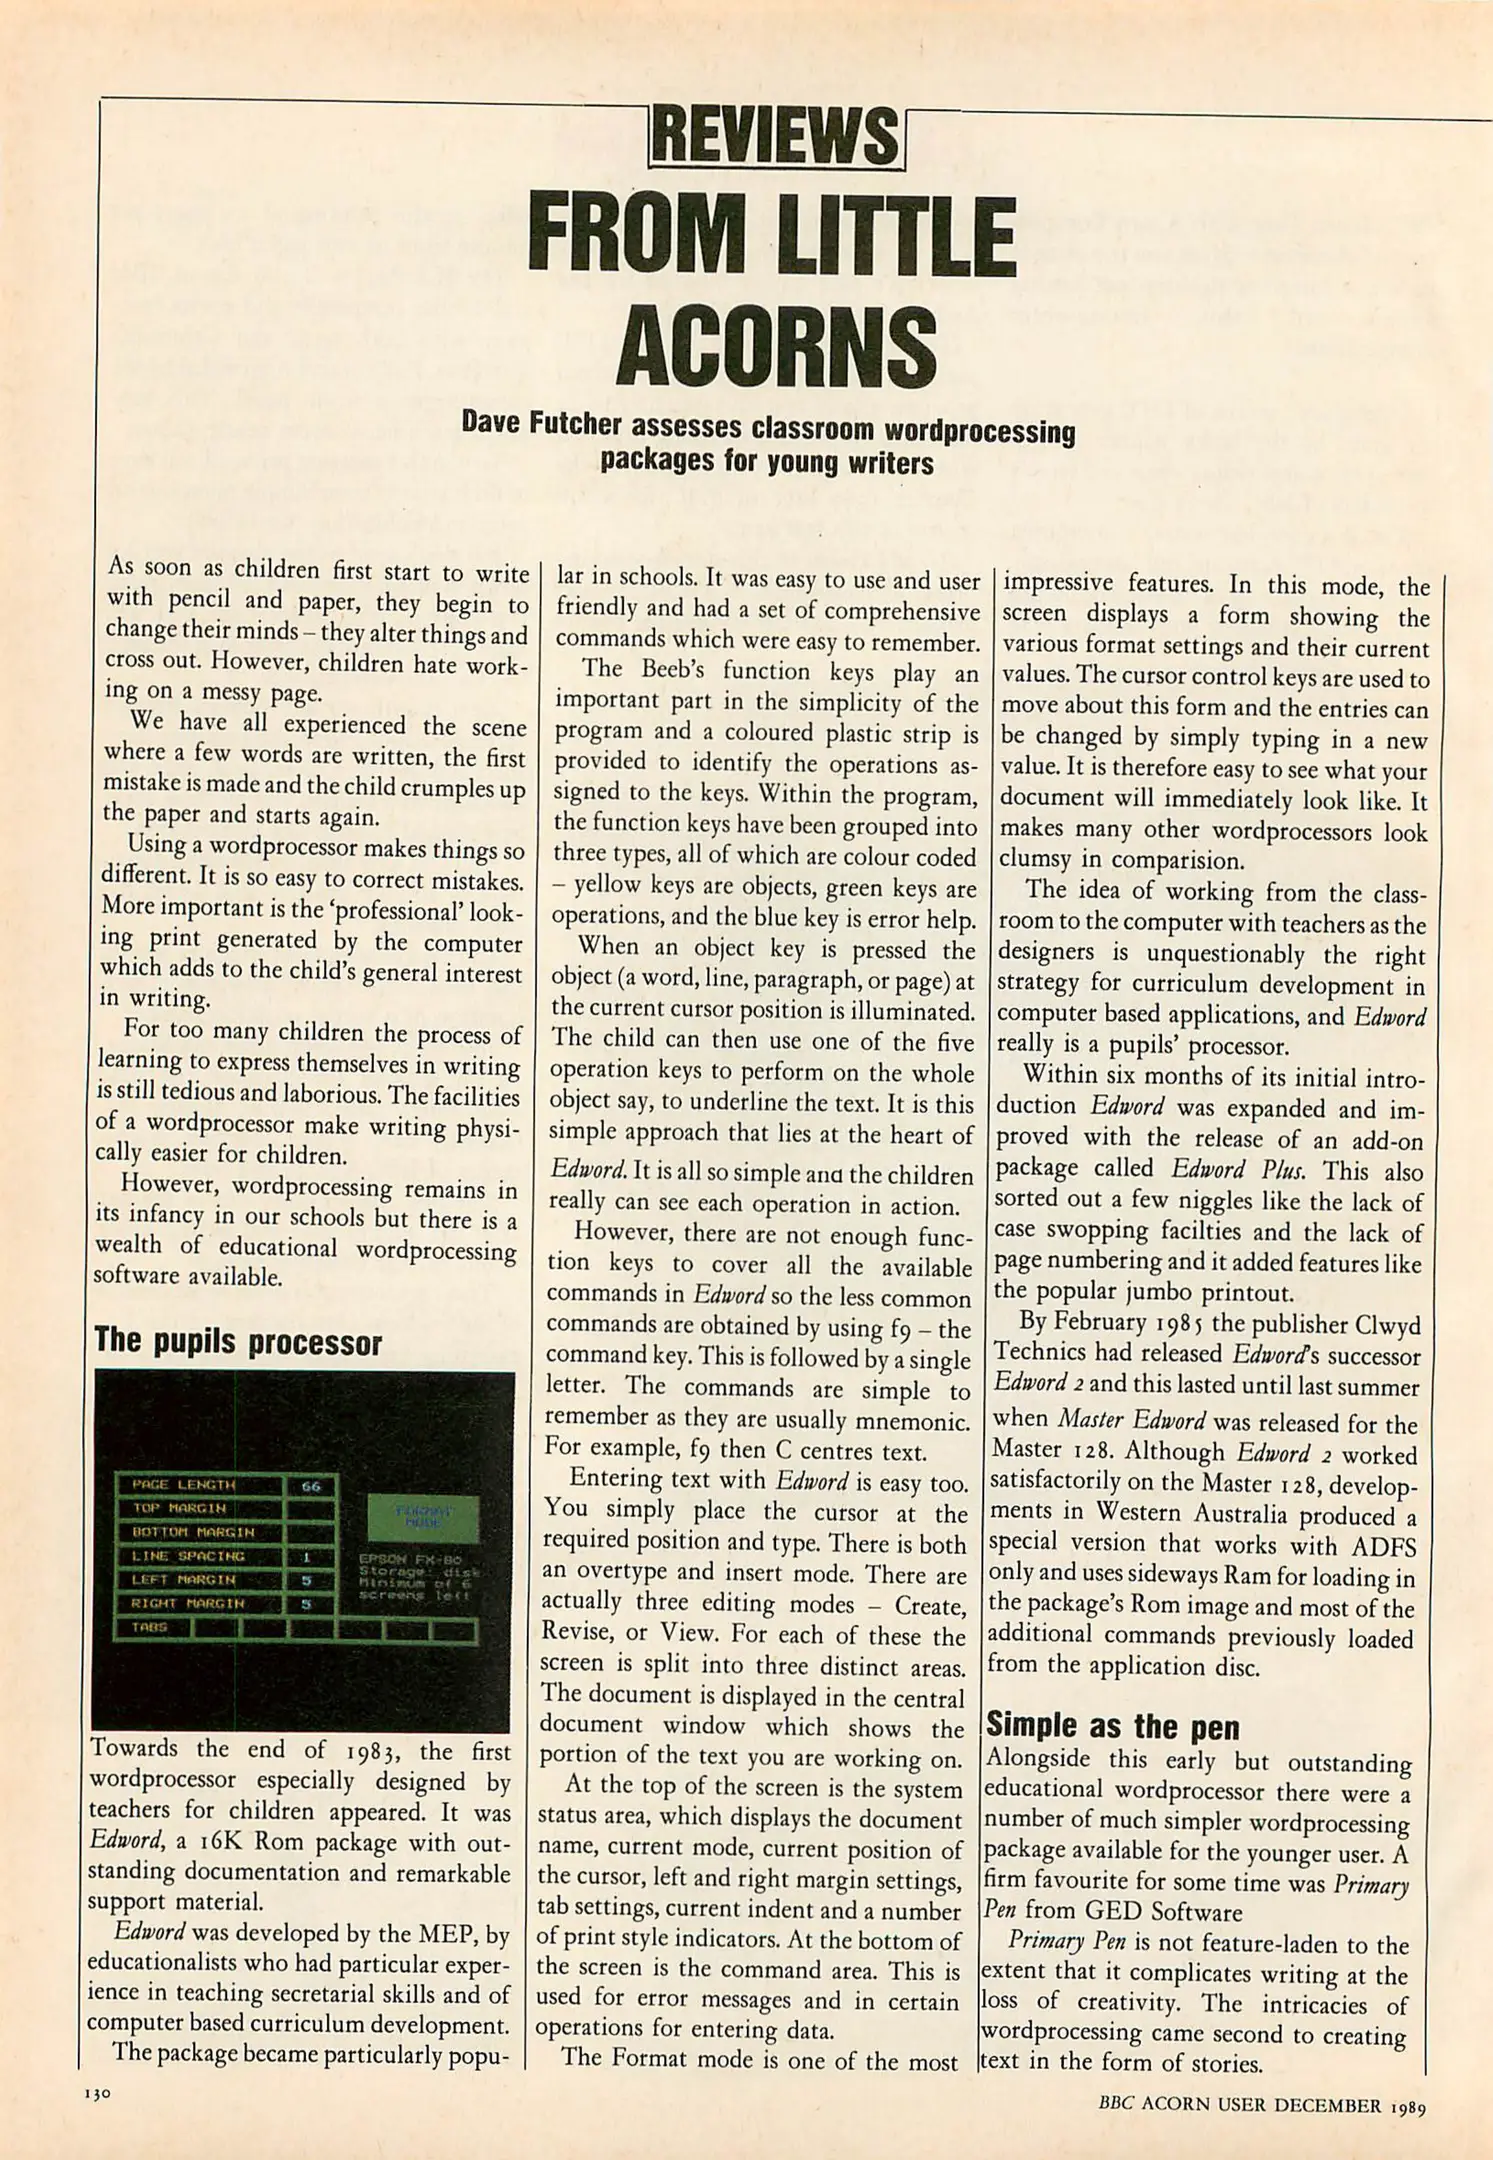 REVIEWS
FROM LITTLE
ACORNS
Dave Futcher assesses classroom wordprocessing
packages for young writers
As soon as children first start to write
with pencil and paper, they begin to
change their minds – they alter things and
cross out. However, children hate work-
ing on a messy page.
We have all experienced the scene
where a few words are written, the first
mistake is made and the child crumples up
the paper and starts again.
Using a wordprocessor makes things so
different. It is so easy to correct mistakes.
More important is the ‘professional’ look-
ing print generated by the computer
which adds to the child’s general interest
in writing.
For too many children the process of
learning to express themselves in writing
is still tedious and laborious. The facilities
of a wordprocessor make writing physi-
cally easier for children.
However, wordprocessing remains in
its infancy in our schools but there is a
wealth of educational wordprocessing
software available.
The pupils processor
PAGE LENGTH 66
TOP MARGIN
BOTTOM MARGIN
LINE SPACING 1
LEFT MARGIN 5
RIGHT MARGIN 5
TABS
FORMAT
MODE
EPSON FX-80
Storage: disk
Minimum of 6
screens left
Towards the end of 1983, the first
wordprocessor especially designed by
teachers for children appeared. It was
Edword, a 16K Rom package with out-
standing documentation and remarkable
support material.
Edword was developed by the MEP, by
educationalists who had particular exper-
ience in teaching secretarial skills and of
computer based curriculum development.
The package became particularly popu-
lar in schools. It was easy to use and user
friendly and had a set of comprehensive
commands which were easy to remember.
The Beeb’s function keys play an
important part in the simplicity of the
program and a coloured plastic strip is
provided to identify the operations as-
signed to the keys. Within the program,
the function keys have been grouped into
three types, all of which are colour coded
– yellow keys are objects, green keys are
operations, and the blue key is error help.
When an object key is pressed the
object (a word, line, paragraph, or page) at
the current cursor position is illuminated.
The child can then use one of the five
operation keys to perform on the whole
object say, to underline the text. It is this
simple approach that lies at the heart of
Edword. It is all so simple and the children
really can see each operation in action.
However, there are not enough func-
tion keys to cover all the available
commands in Edword so the less common
commands are obtained by using f9 – the
command key. This is followed by a single
letter. The commands are simple to
remember as they are usually mnemonic.
For example, f9 then C centres text.
Entering text with Edword is easy too.
You simply place the cursor at the
required position and type. There is both
an overtype and insert mode. There are
actually three editing modes – Create,
Revise, or View. For each of these the
screen is split into three distinct areas.
The document is displayed in the central
document window which shows the
portion of the text you are working on.
At the top of the screen is the system
status area, which displays the document
name, current mode, current position of
the cursor, left and right margin settings,
tab settings, current indent and a number
of print style indicators. At the bottom of
the screen is the command area. This is
used for error messages and in certain
operations for entering data.
The Format mode is one of the most
impressive features. In this mode, the
screen displays a form showing the
various format settings and their current
values. The cursor control keys are used to
move about this form and the entries can
be changed by simply typing in a new
value. It is therefore easy to see what your
document will immediately look like. It
makes many other wordprocessors look
clumsy in comparision.
The idea of working from the class-
room to the computer with teachers as the
designers is unquestionably the right
strategy for curriculum development in
computer based applications, and Edword
really is a pupils’ processor.
Within six months of its initial intro-
duction Edword was expanded and im-
proved with the release of an add-on
package called Edword Plus. This also
sorted out a few niggles like the lack of
case swopping facilties and the lack of
page numbering and it added features like
the popular jumbo printout.
By February 1985 the publisher Clwyd
Technics had released Edword’s successor
Edword 2 and this lasted until last summer
when Master Edword was released for the
Master 128. Although Edword 2 worked
satisfactorily on the Master 128, develop-
ments in Western Australia produced a
special version that works with ADFS
only and uses sideways Ram for loading in
the package’s Rom image and most of the
additional commands previously loaded
from the application disc.
Simple as the pen
Alongside this early but outstanding
educational wordprocessor there were a
number of much simpler wordprocessing
package available for the younger user. A
firm favourite for some time was Primary
Pen from GED Software
Primary Pen is not feature-laden to the
extent that it complicates writing at the
loss of creativity. The intricacies of
wordprocessing came second to creating
text in the form of stories.
130
BBC ACORN USER DECEMBER 1989